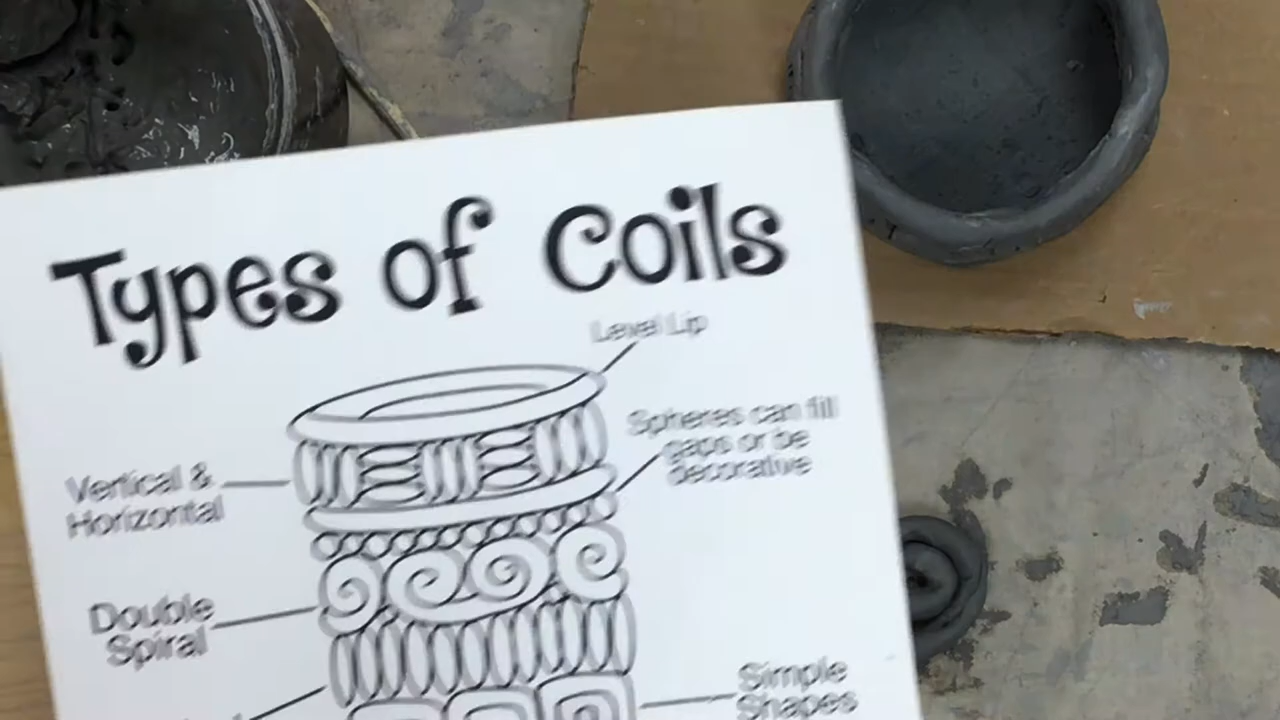 Types of Coils
Level Lip
Spheres can fill
gaps or be
decorative
Vertical &
Horizontal
Double
Spiral
Simple
Shapes